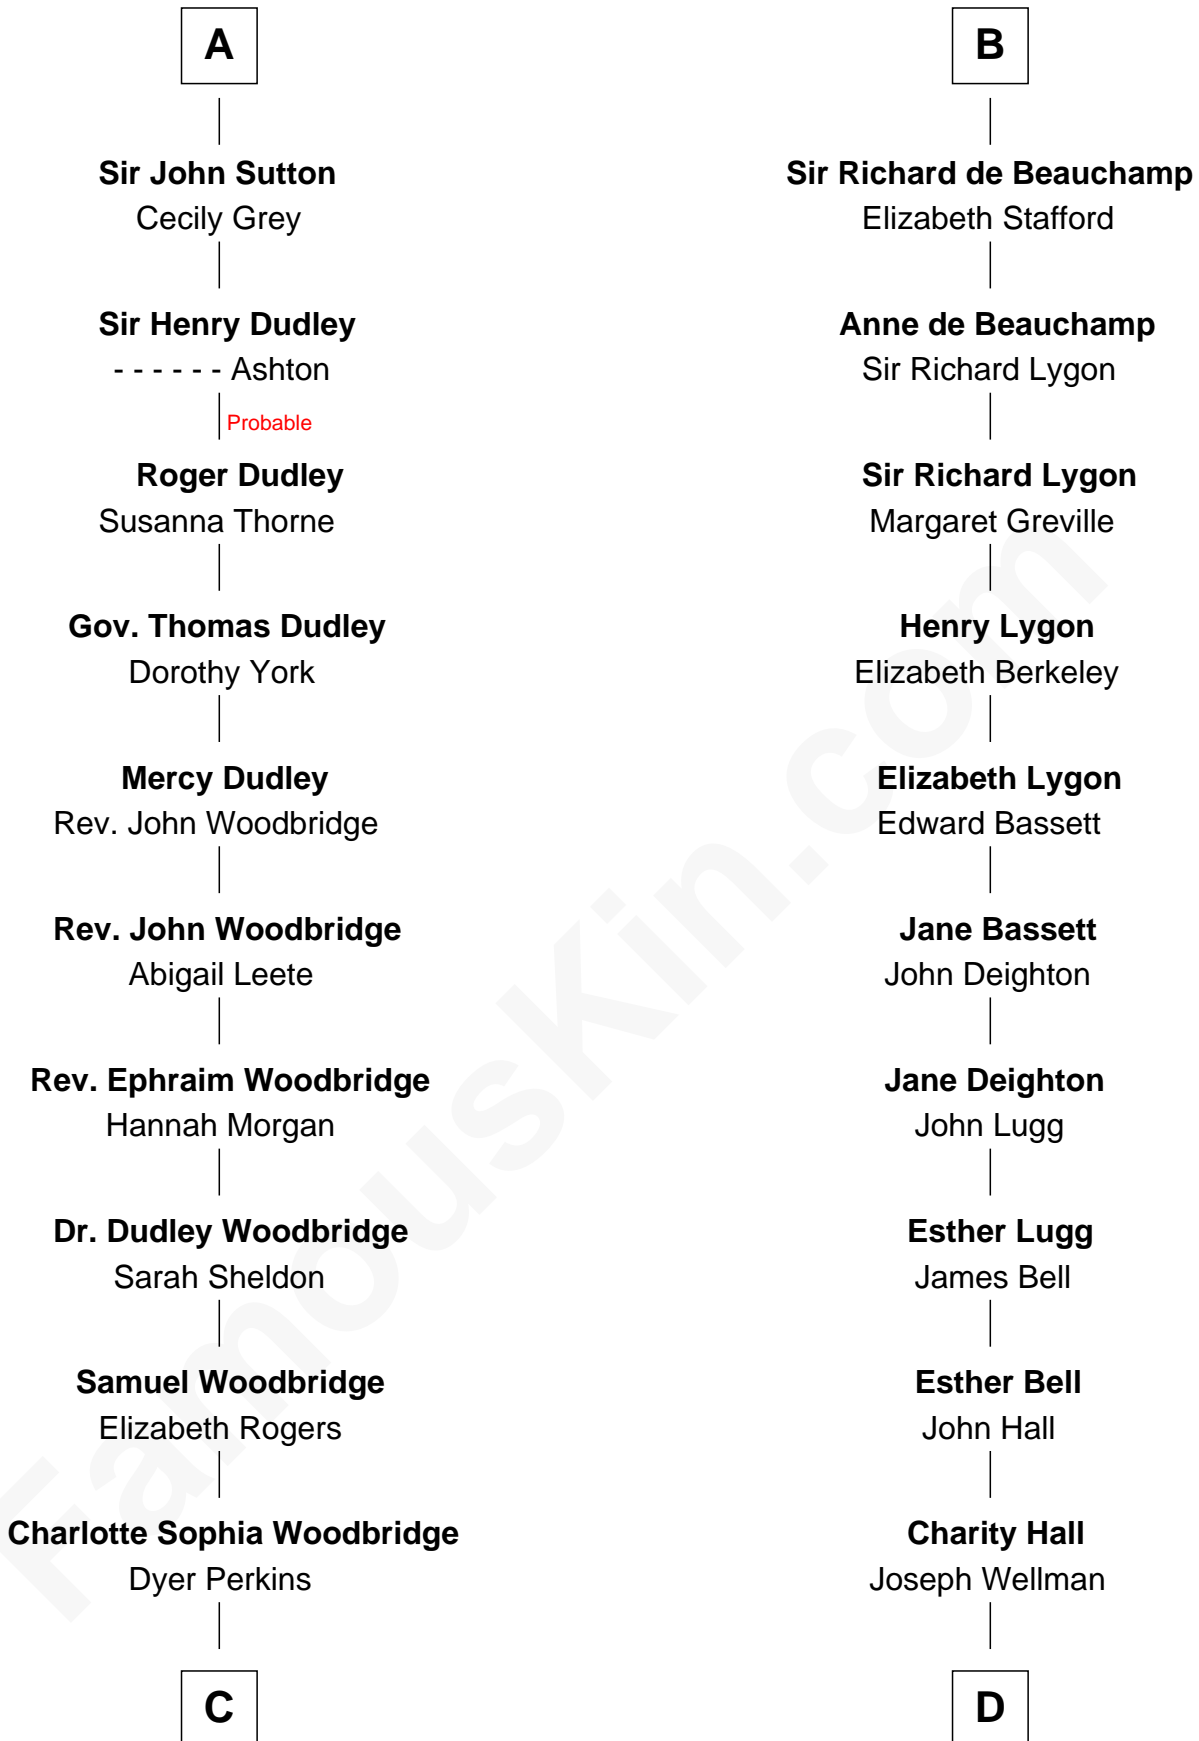 A
Sir John Sutton
Cecily Grey
Sir Henry Dudley
- - - - - - Ashton
Probable
Roger Dudley
Susanna Thorne
Gov. Thomas Dudley
Dorothy York
Mercy Dudley
Rev. John Woodbridge
Rev. John Woodbridge
Abigail Leete
Rev. Ephraim Woodbridge
Hannah Morgan
Dr. Dudley Woodbridge
Sarah Sheldon
Samuel Woodbridge
Elizabeth Rogers
Charlotte Sophia Woodbridge
Dyer Perkins
C
B
Sir Richard de Beauchamp
Elizabeth Stafford
Anne de Beauchamp
Sir Richard Lygon
Sir Richard Lygon
Margaret Greville
Henry Lygon
Elizabeth Berkeley
Elizabeth Lygon
Edward Bassett
Jane Bassett
John Deighton
Jane Deighton
John Lugg
Esther Lugg
James Bell
Esther Bell
John Hall
Charity Hall
Joseph Wellman
D
FamousKin.com